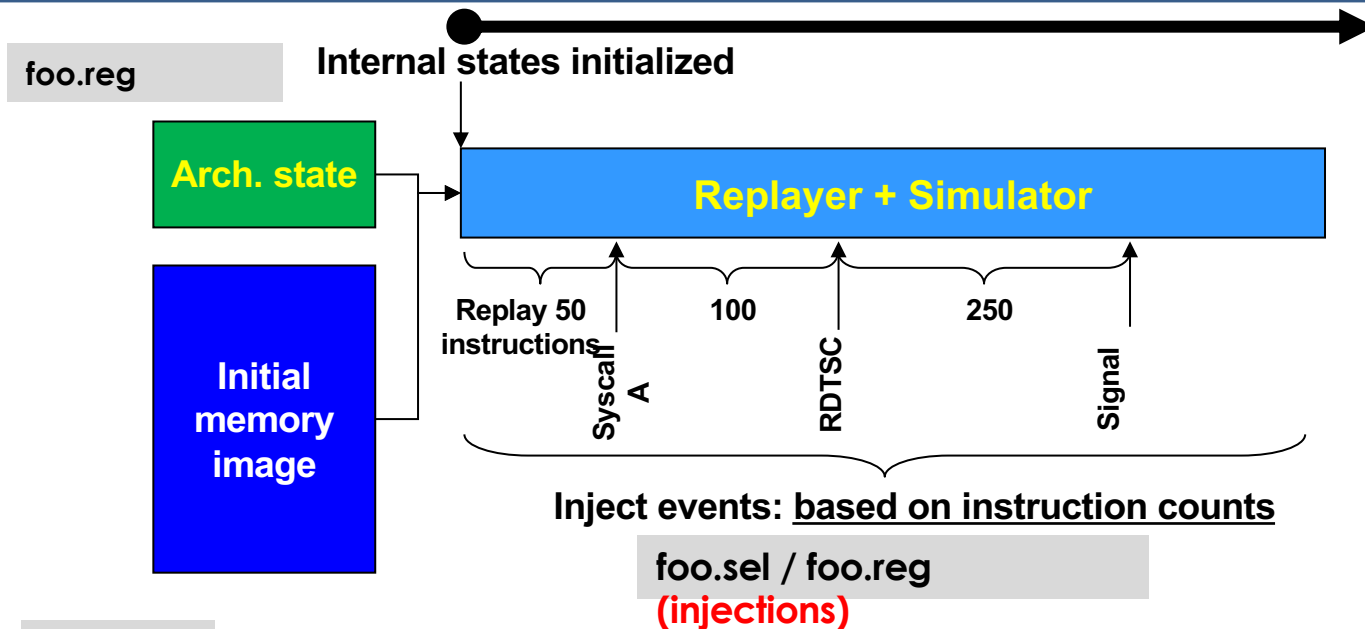 foo.reg
Internal states initialized
Arch. state
Replayer + Simulator
Initial
memory
image
Replay 50
instructions
100
250
Syscall
A
RDTSC
Signal
Inject events: based on instruction counts
foo.sel / foo.reg
(injections)